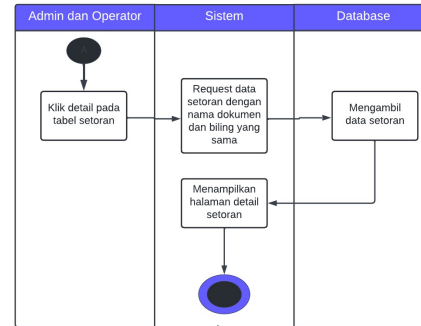 Admin dan Operator
Sistem
Database
A
Klik detail pada
tabel setoran
Request data
setoran dengan
nama dokumen
dan biling yang
sama
Mengambil
data setoran
Menampilkan
halaman detail
setoran